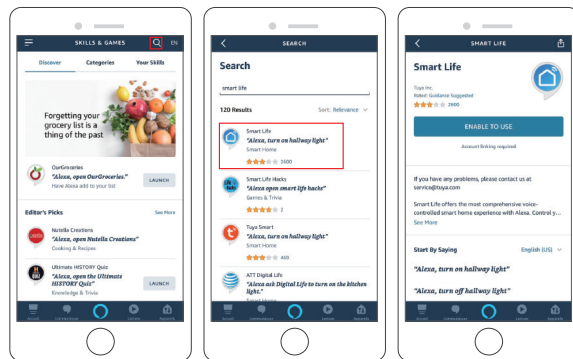 SKILLS & GAMES
EN
Discover
Categories
Your Skills
Forgetting your
grocery list is a
thing of the past
OurGroceries
"Alexa, open OurGroceries."
Have Alexa add to your list
LAUNCH
Editor's Picks
See More
Nutella Creations
"Alexa, open Nutella Creations"
Cooking & Recipes
Ultimate HISTORY Quiz
"Alexa, open the Ultimate
HISTORY Quiz"
Knowledge & Trivia
LAUNCH
SEARCH
Search
smart life
120 Results
Sort: Relevance
Smart Life
"Alexa, turn on hallway light"
Smart Home
2600
Smart Life Hacks
"Alexa open smart life hacks"
Games & Trivia
2
Tuya Smart
"Alexa, turn on hallway light"
Smart Home
460
ATT Digital Life
"Alexa ask Digital Life to turn on the kitchen
light."
Smart Home
SMART LIFE
Smart Life
Tuya Inc.
Rated: Guidance Suggested
2600
ENABLE TO USE
Account linking required
If you have any problems, please contact us at
service@tuya.com
Smart Life offers the most comprehensive voice-
controlled smart home experience with Alexa. Control y...
See More
Start By Saying
English (US)
"Alexa, turn on hallway light"
"Alexa, turn off hallway light"